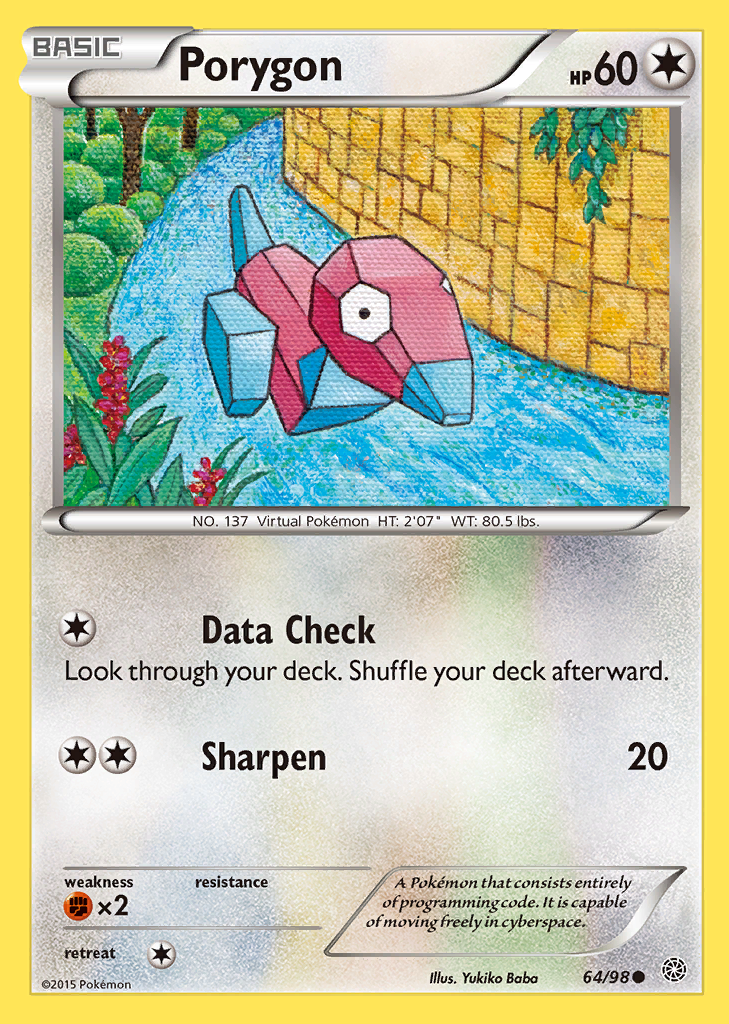 BASIC
Porygon
HP60
NO. 137 Virtual Pokémon HT: 2'07" WT: 80.5 lbs.
Data Check
Look through your deck. Shuffle your deck afterward.
Sharpen 20
weakness resistance
×2
A Pokémon that consists entirely
of programming code. It is capable
of moving freely in cyberspace.
retreat
©2015 Pokémon
Illus. Yukiko Baba
64/98